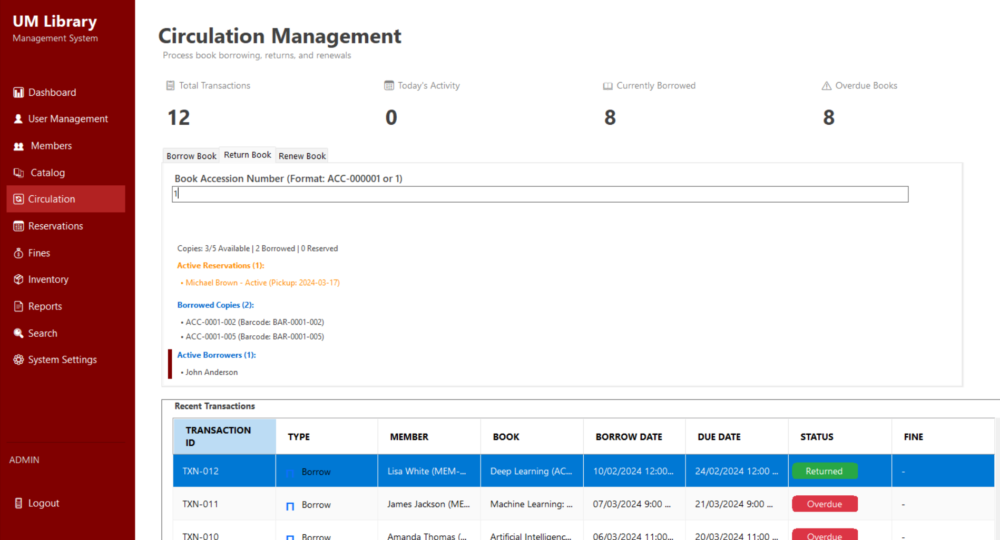 UM Library
Management System
Dashboard
User Management
Members
Catalog
Circulation
Reservations
Fines
Inventory
Reports
Search
System Settings
ADMIN
Logout
Circulation Management
Process book borrowing, returns, and renewals
Total Transactions
12
Today's Activity
0
Currently Borrowed
8
Overdue Books
8
Borrow Book Return Book Renew Book
Book Accession Number (Format: ACC-000001 or 1)
1
Copies: 3/5 Available | 2 Borrowed | 0 Reserved
Active Reservations (1):
• Michael Brown - Active (Pickup: 2024-03-17)
Borrowed Copies (2):
• ACC-0001-002 (Barcode: BAR-0001-002)
• ACC-0001-005 (Barcode: BAR-0001-005)
Active Borrowers (1):
• John Anderson
Recent Transactions
TRANSACTION ID TYPE MEMBER BOOK BORROW DATE DUE DATE STATUS FINE
TXN-012 Borrow Lisa White (MEM-... Deep Learning (AC... 10/02/2024 12:00... 24/02/2024 12:00 ... Returned -
TXN-011 Borrow James Jackson (ME... Machine Learning: ... 07/03/2024 9:00 ... 21/03/2024 9:00 ... Overdue -
TXN-010 Borrow Amanda Thomas (... Artificial Intelligenc... 06/03/2024 11:00... 20/03/2024 11:00 ... Overdue -